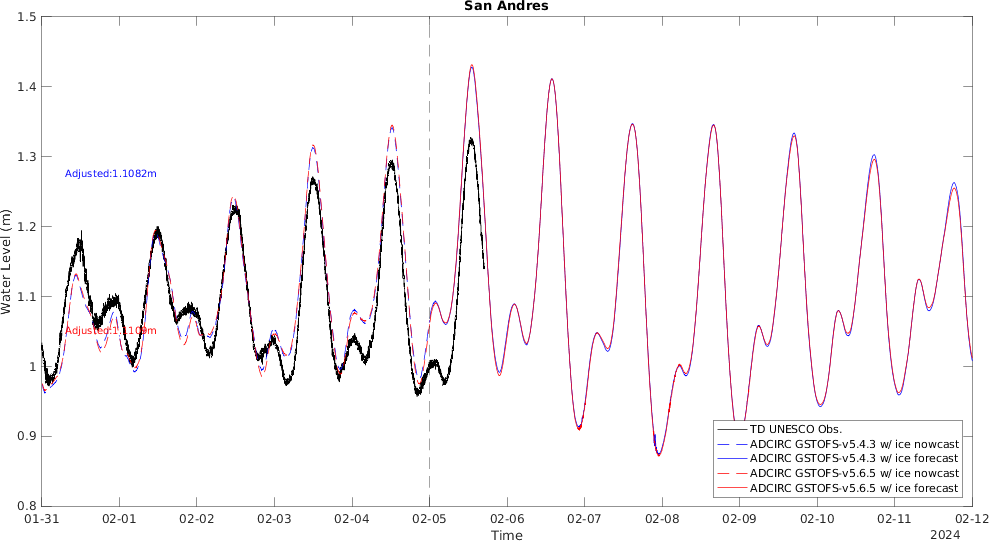 San Andres
1.5
1.4
1.3
1.2
1.1
1
0.9
0.8
Water Level (m)
Adjusted:1.1082m
Adjusted:1.1109m
TD UNESCO Obs.
ADCIRC GSTOFS-v5.4.3 w/ ice nowcast
ADCIRC GSTOFS-v5.4.3 w/ ice forecast
ADCIRC GSTOFS-v5.6.5 w/ ice nowcast
ADCIRC GSTOFS-v5.6.5 w/ ice forecast
01-31 02-01 02-02 02-03 02-04 02-05 02-06 02-07 02-08 02-09 02-10 02-11 02-12
Time
2024